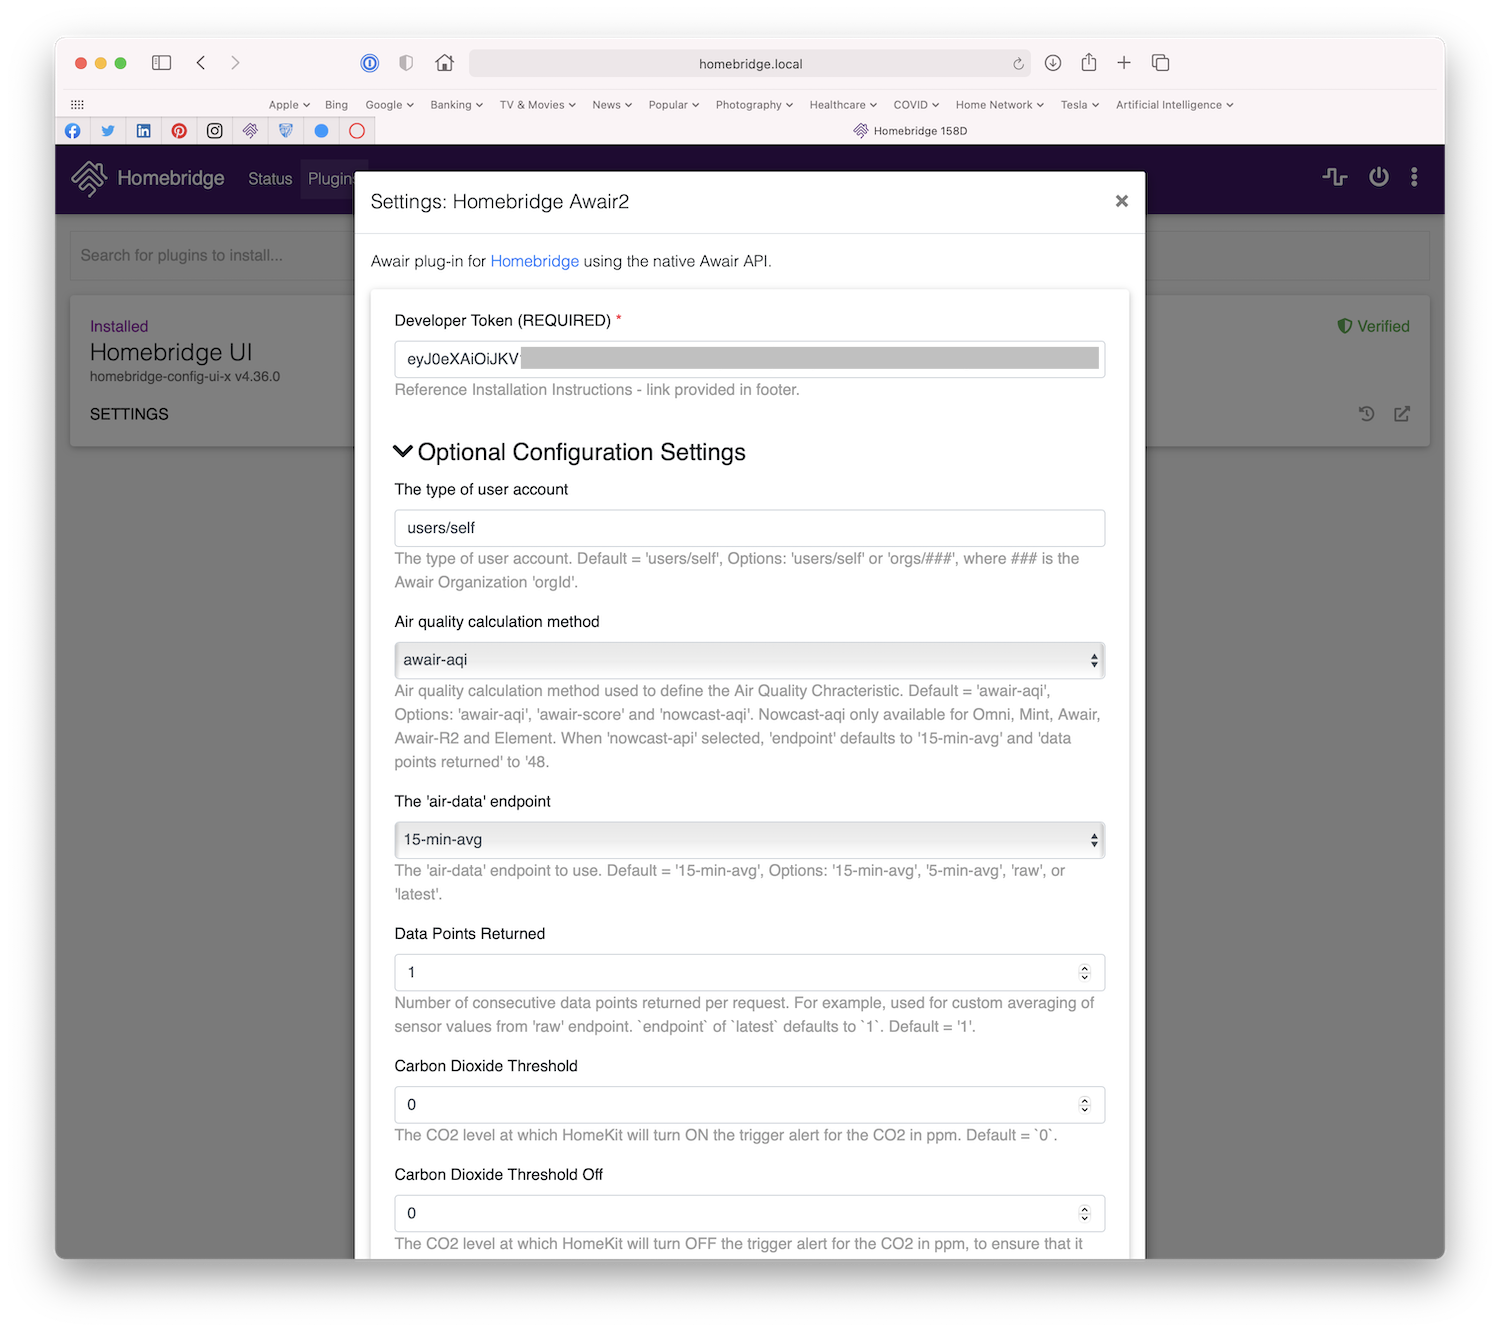 homebridge.local
Apple Bing Google Banking TV & Movies News Popular Photography Healthcare COVID Home Network Tesla Artificial Intelligence
Homebridge 158D
Homebridge Status Plugins
Settings: Homebridge Awair2
Search for plugins to install...
Awair plug-in for Homebridge using the native Awair API.
Installed
Verified
Homebridge UI
homebridge-config-ui-x v4.36.0
SETTINGS
Developer Token (REQUIRED) *
eyJ0eXAiOiJKV
Reference Installation Instructions - link provided in footer.
Optional Configuration Settings
The type of user account
users/self
The type of user account. Default = 'users/self', Options: 'users/self' or 'orgs/###', where ### is the
Awair Organization 'orgId'.
Air quality calculation method
awair-aqi
Air quality calculation method used to define the Air Quality Chracteristic. Default = 'awair-aqi',
Options: 'awair-aqi', 'awair-score' and 'nowcast-aqi'. Nowcast-aqi only available for Omni, Mint, Awair,
Awair-R2 and Element. When 'nowcast-api' selected, 'endpoint' defaults to '15-min-avg' and 'data
points returned' to '48.
The 'air-data' endpoint
15-min-avg
The 'air-data' endpoint to use. Default = '15-min-avg', Options: '15-min-avg', '5-min-avg', 'raw', or
'latest'.
Data Points Returned
1
Number of consecutive data points returned per request. For example, used for custom averaging of
sensor values from 'raw' endpoint. `endpoint` of `latest` defaults to `1`. Default = '1'.
Carbon Dioxide Threshold
0
The CO2 level at which HomeKit will turn ON the trigger alert for the CO2 in ppm. Default = `0`.
Carbon Dioxide Threshold Off
0
The CO2 level at which HomeKit will turn OFF the trigger alert for the CO2 in ppm, to ensure that it